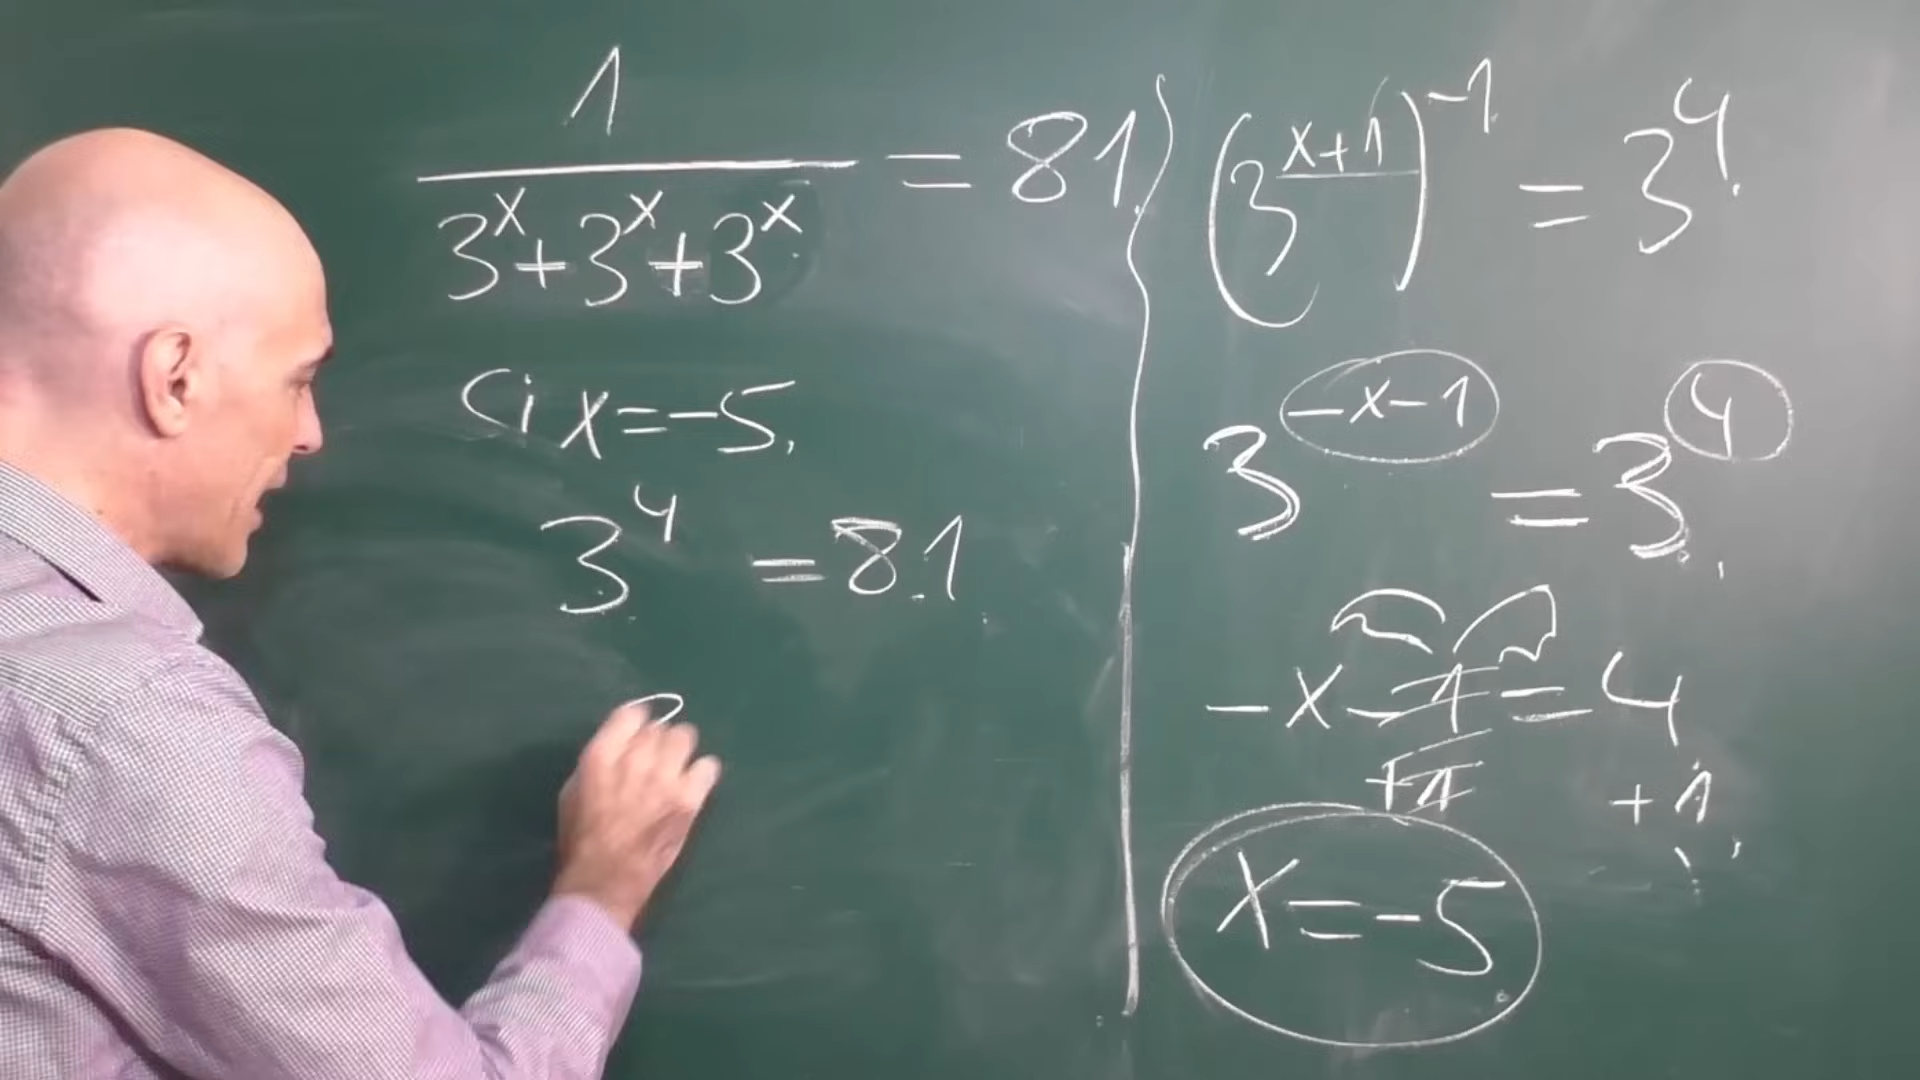 1
3^x+3^x+3^x = 81.
Si x=-5,
3^4 = 81.
(3^(x+1))^-1 = 3^4.
3^(-x-1) = 3^4.
-x-1=4
+1 +1
x=-5